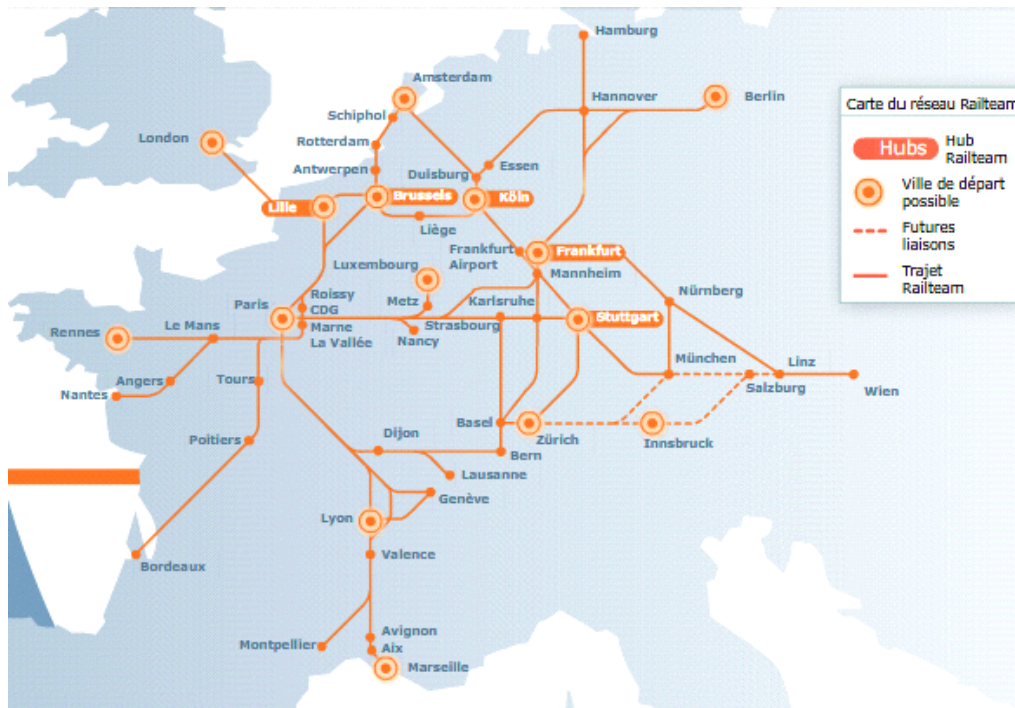 Hamburg
Amsterdam
Hannover
Berlin
Carte du réseau Railteam
Schiphol
London
Rotterdam
Hubs
Hub
Railteam
Antwerpen
Duisburg
Essen
Ville de départ
possible
Lille
Brussels
Köln
Liège
Futures
liaisons
Frankfurt
Airport
Frankfurt
Luxembourg
Mannheim
Trajet
Railteam
Roissy
CDG
Metz
Karlsruhe
Nürnberg
Paris
Marne
La Vallée
Strasbourg
Stuttgart
Rennes
Le Mans
Nancy
München
Linz
Angers
Tours
Salzburg
Wien
Nantes
Basel
Zürich
Innsbruck
Poitiers
Dijon
Bern
Lausanne
Genève
Lyon
Valence
Bordeaux
Avignon
Montpellier
Aix
Marseille